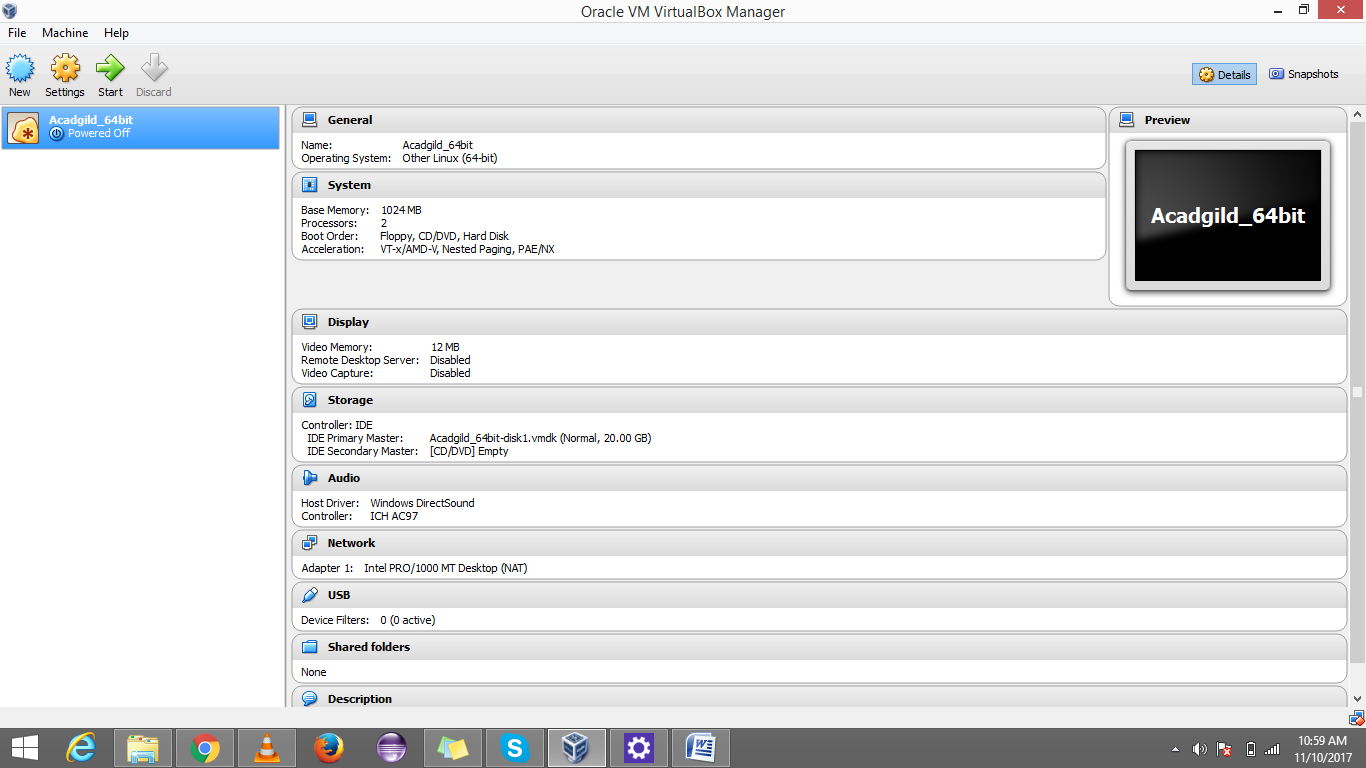 Oracle VM VirtualBox Manager
File Machine Help
New Settings Start Discard
Details Snapshots
Acadgild_64bit
Powered Off
General
Name: Acadgild_64bit
Operating System: Other Linux (64-bit)
System
Base Memory: 1024 MB
Processors: 2
Boot Order: Floppy, CD/DVD, Hard Disk
Acceleration: VT-x/AMD-V, Nested Paging, PAE/NX
Preview
Acadgild_64bit
Display
Video Memory: 12 MB
Remote Desktop Server: Disabled
Video Capture: Disabled
Storage
Controller: IDE
IDE Primary Master: Acadgild_64bit-disk1.vmdk (Normal, 20.00 GB)
IDE Secondary Master: [CD/DVD] Empty
Audio
Host Driver: Windows DirectSound
Controller: ICH AC97
Network
Adapter 1: Intel PRO/1000 MT Desktop (NAT)
USB
Device Filters: 0 (0 active)
Shared folders
None
Description
10:59 AM
11/10/2017